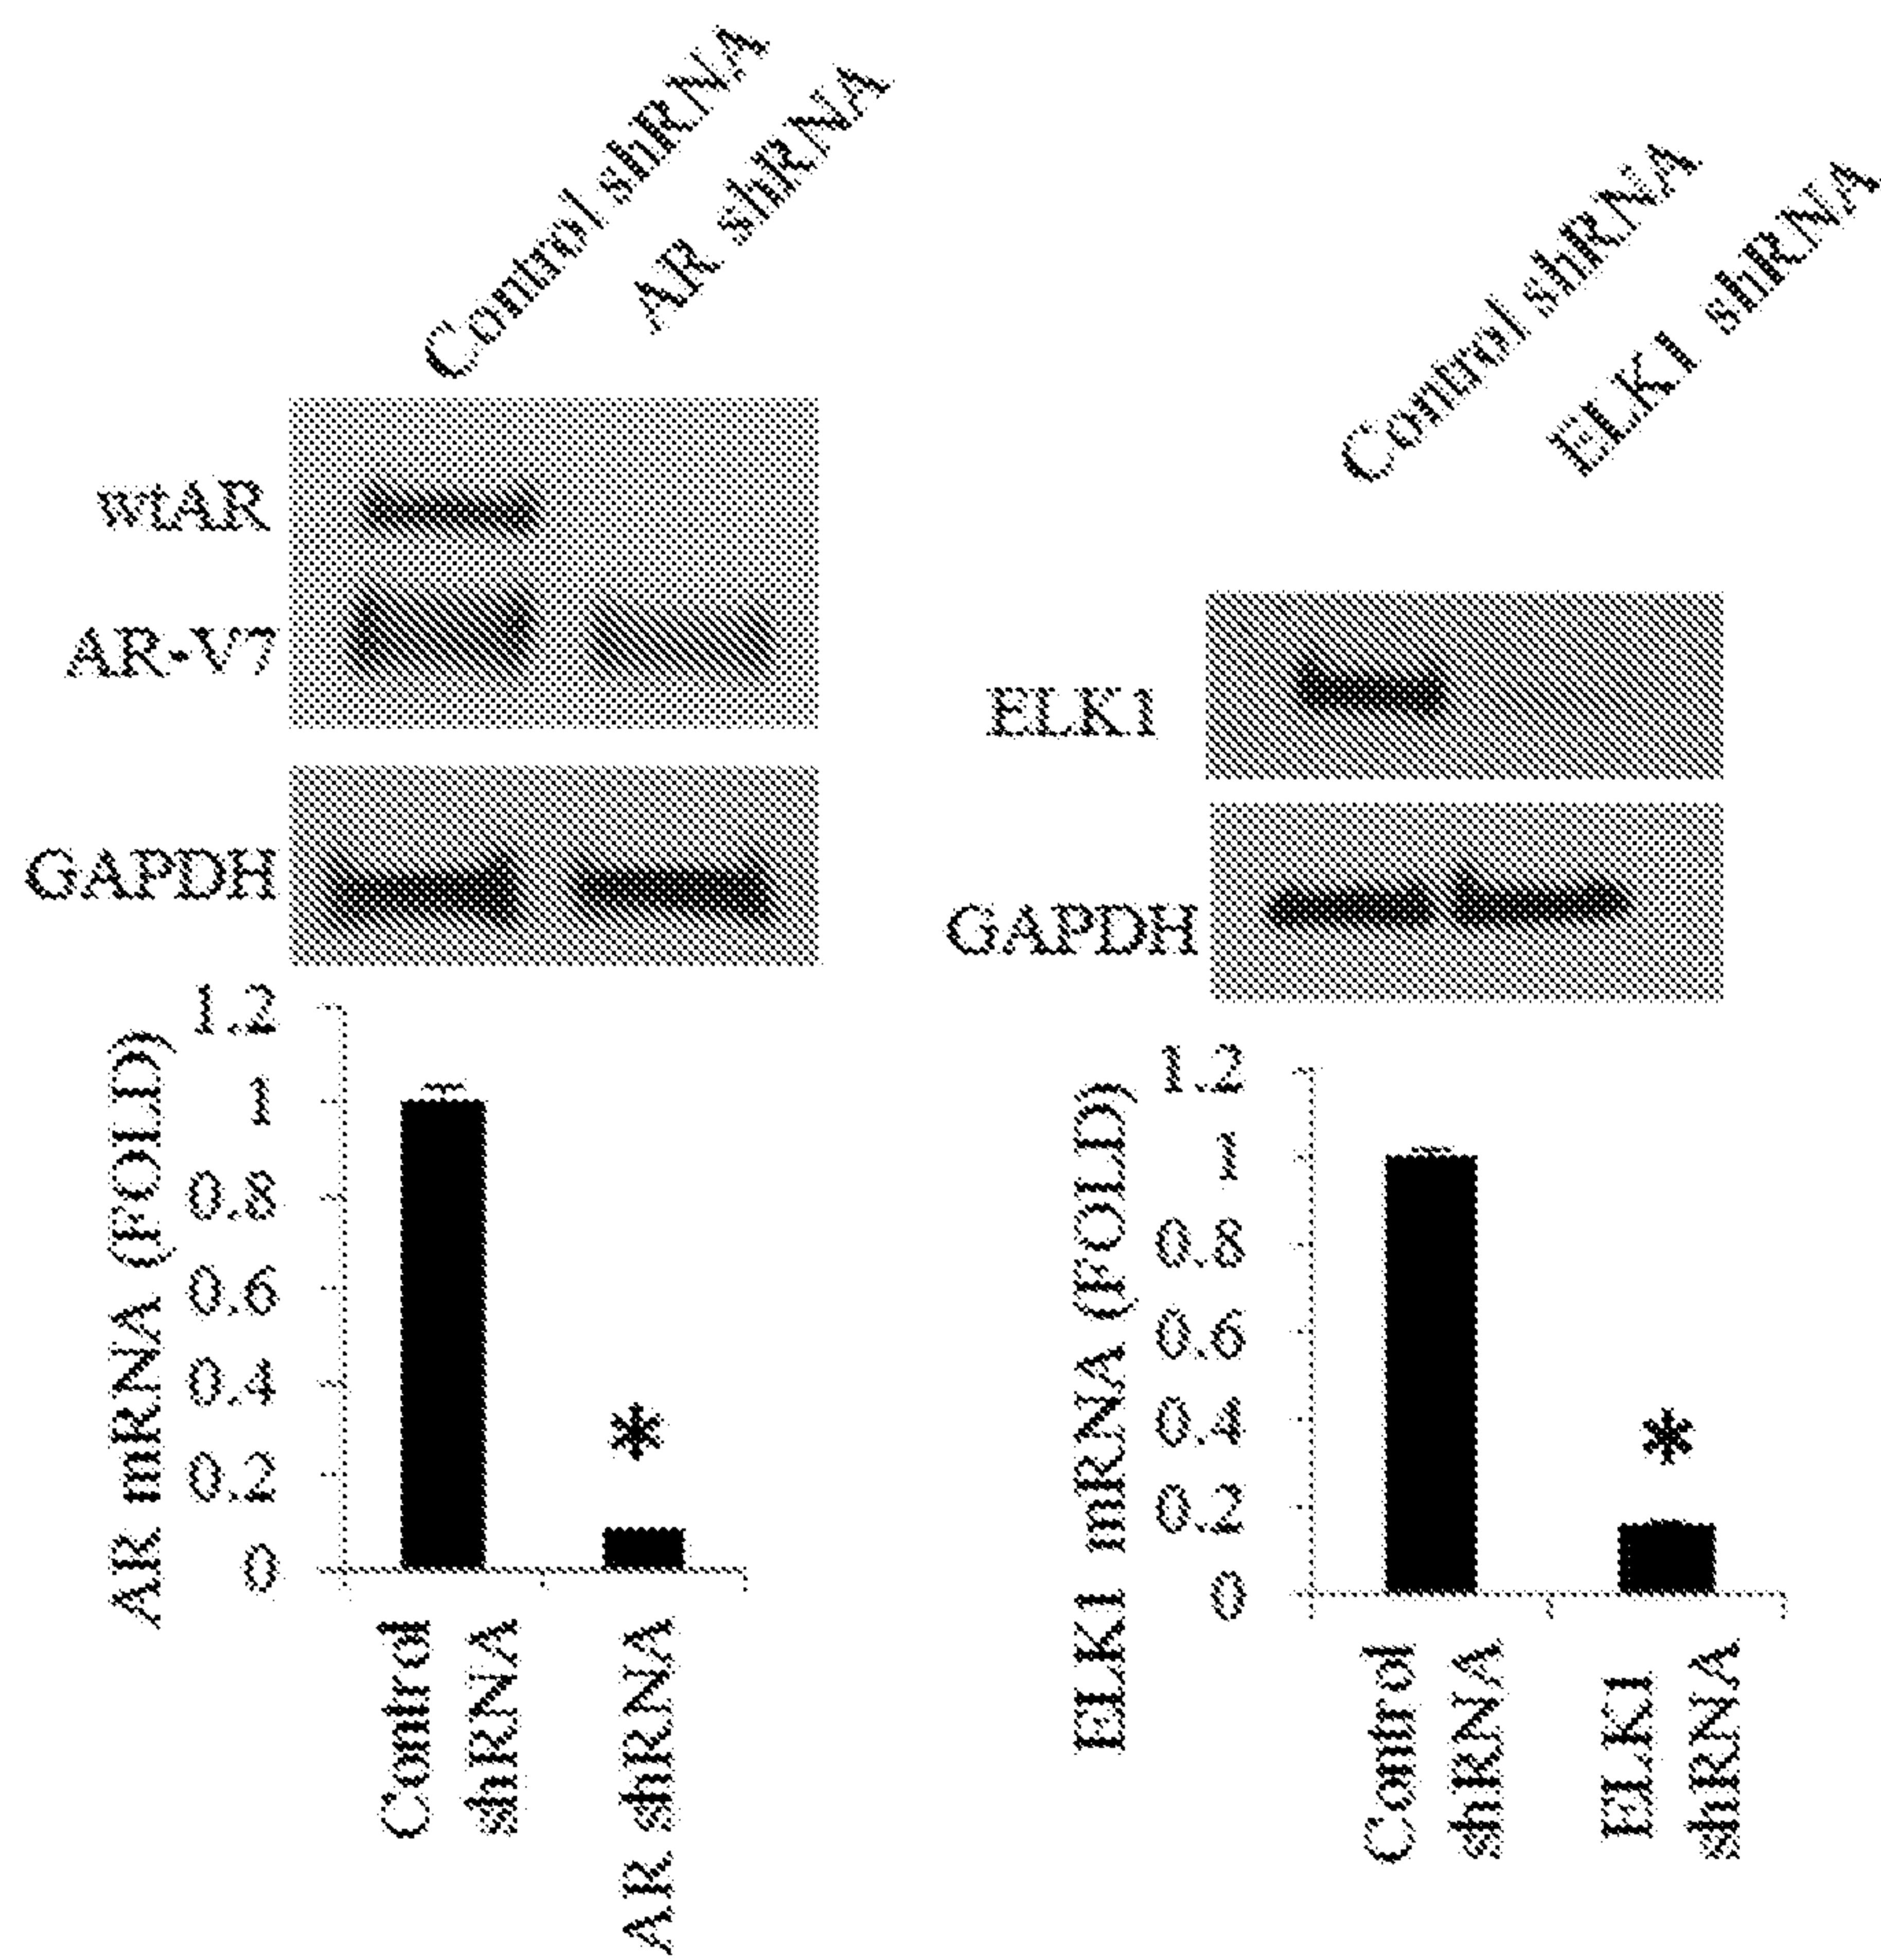 Control shRNA
AR shRNA
wtAR
AR-V7
GAPDH
AR mRNA (FOLD)
1.2
1
0.8
0.6
0.4
0.2
0
*
Control
shRNA
AR shRNA
Control shRNA
ELK1 shRNA
ELK1
GAPDH
ELK1 mRNA (FOLD)
1.2
1
0.8
0.6
0.4
0.2
0
*
Control
shRNA
ELK1
shRNA